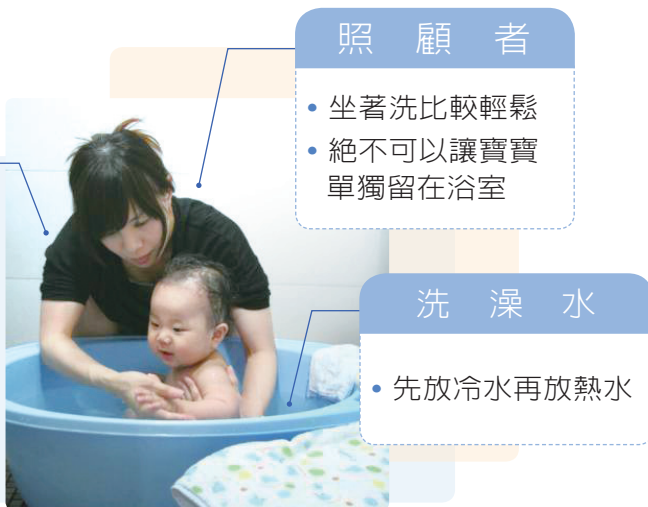 照顧者
• 坐著洗比較輕鬆
• 絕不可以讓寶寶
單獨留在浴室
洗澡水
• 先放冷水再放熱水